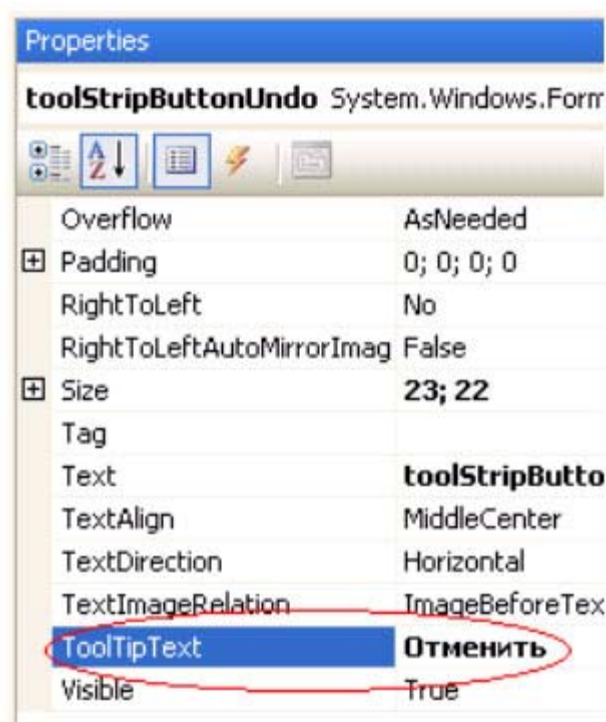 Properties
toolStripButtonUndo System.Windows.Form
Overflow AsNeeded
Padding 0; 0; 0; 0
RightToLeft No
RightToLeftAutoMirrorImag False
Size 23; 22
Tag
Text toolStripButto
TextAlign MiddleCenter
TextDirection Horizontal
TextImageRelation ImageBeforeTex
ToolTipText Отменить
Visible True